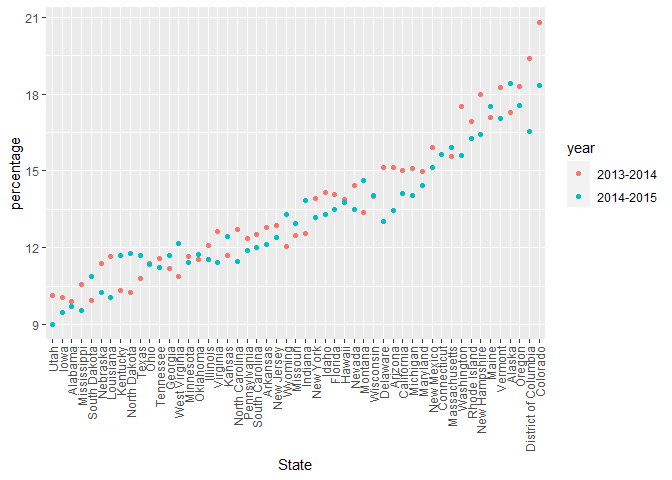 21
18
15
12
9
percentage
Utah
Iowa
Alabama
Mississippi
South Dakota
Nebraska
Louisiana
Kentucky
North Dakota
Texas
Ohio
Tennessee
Georgia
West Virginia
Minnesota
Oklahoma
Illinois
Virginia
Kansas
North Carolina
Pennsylvania
South Carolina
Arkansas
New Jersey
Wyoming
Missouri
Indiana
New York
Idaho
Florida
Hawaii
Nevada
Montana
Wisconsin
Delaware
Arizona
California
Michigan
Maryland
New Mexico
Connecticut
Massachusetts
Washington
Rhode Island
New Hampshire
Maine
Vermont
Alaska
Oregon
District of Columbia
Colorado
State
year
2013-2014
2014-2015